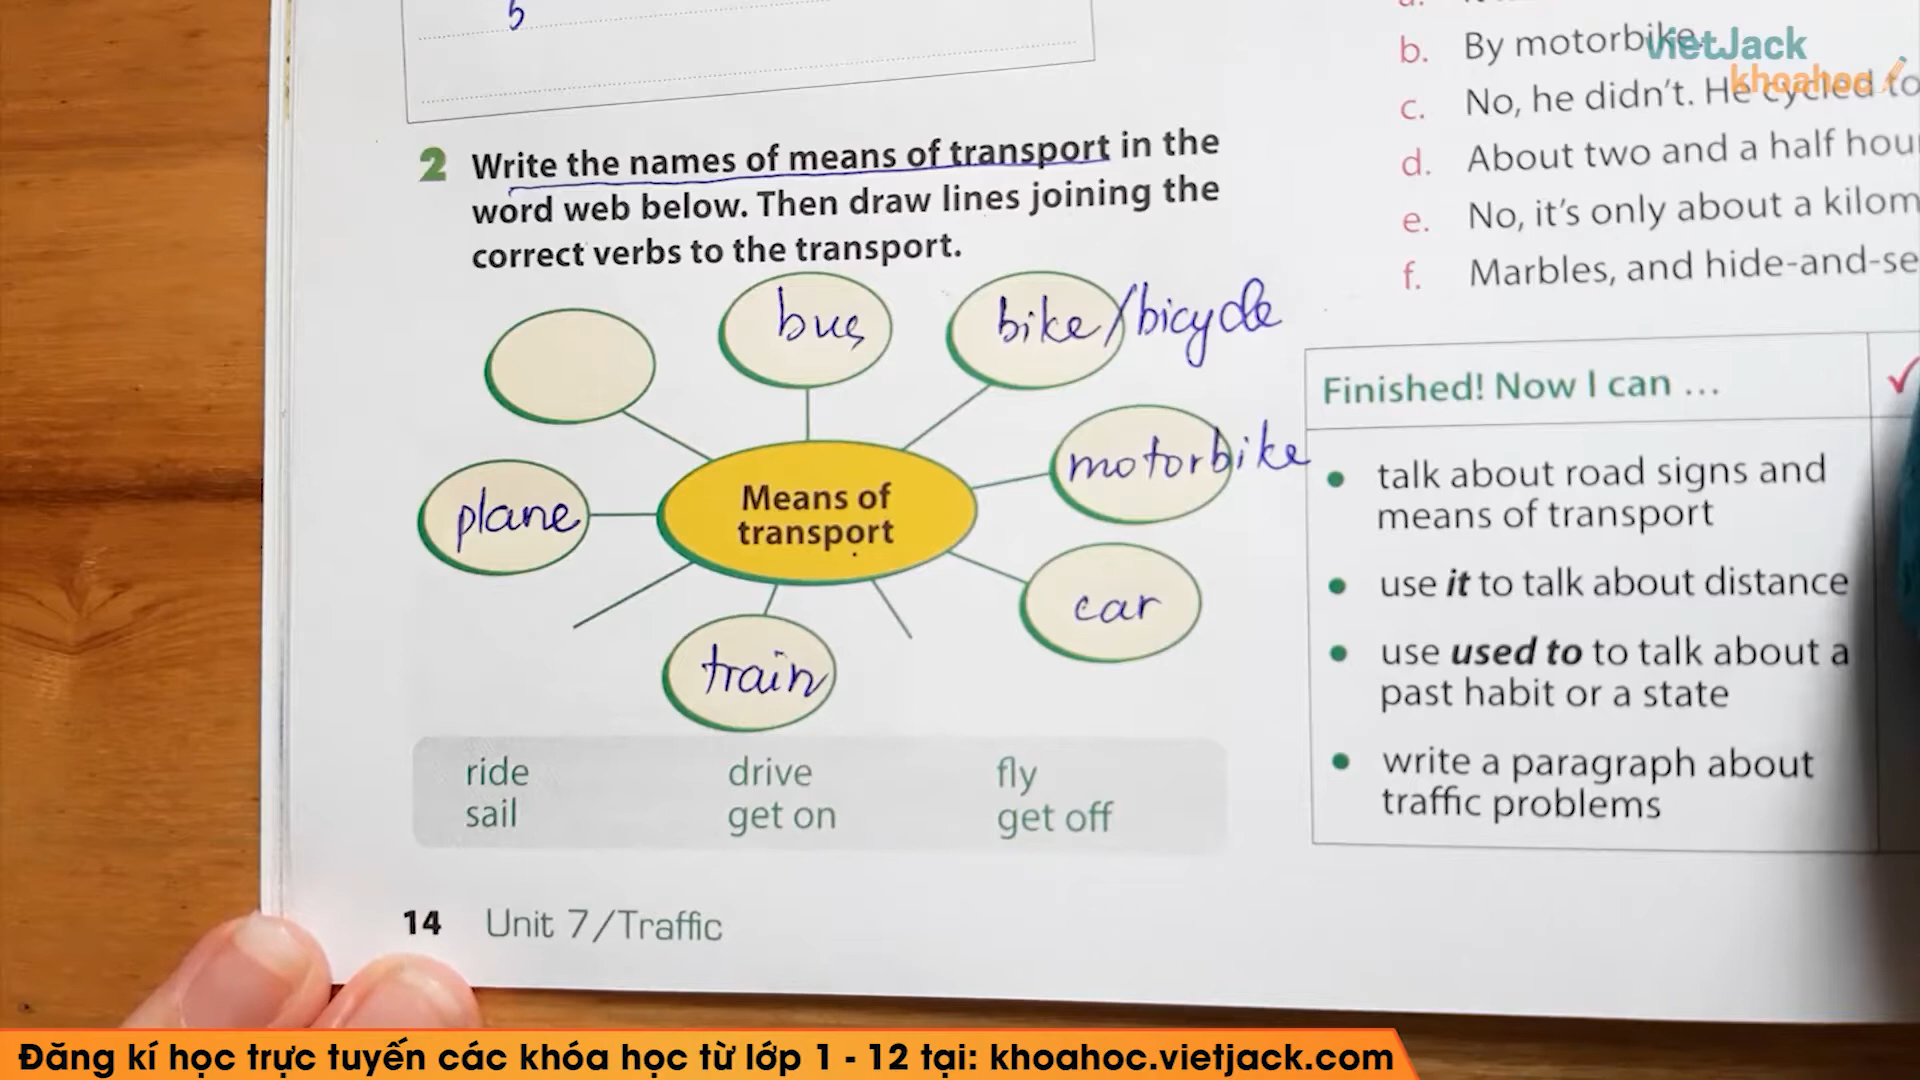 5
2 Write the names of means of transport in the
word web below. Then draw lines joining the
correct verbs to the transport.
bus
bike/bicycle
motorbike
plane
Means of
transport
car
train
ride drive fly
sail get on get off
14 Unit 7/Traffic
b. By motorbike.
c. No, he didn't. He cycled to
d. About two and a half hou
e. No, it's only about a kilom
f. Marbles, and hide-and-se
Finished! Now I can ... ✓
• talk about road signs and
means of transport
• use it to talk about distance
• use used to to talk about a
past habit or a state
• write a paragraph about
traffic problems
vietJack
khoahoc
Đăng kí học trực tuyến các khóa học từ lớp 1 - 12 tại: khoahoc.vietjack.com